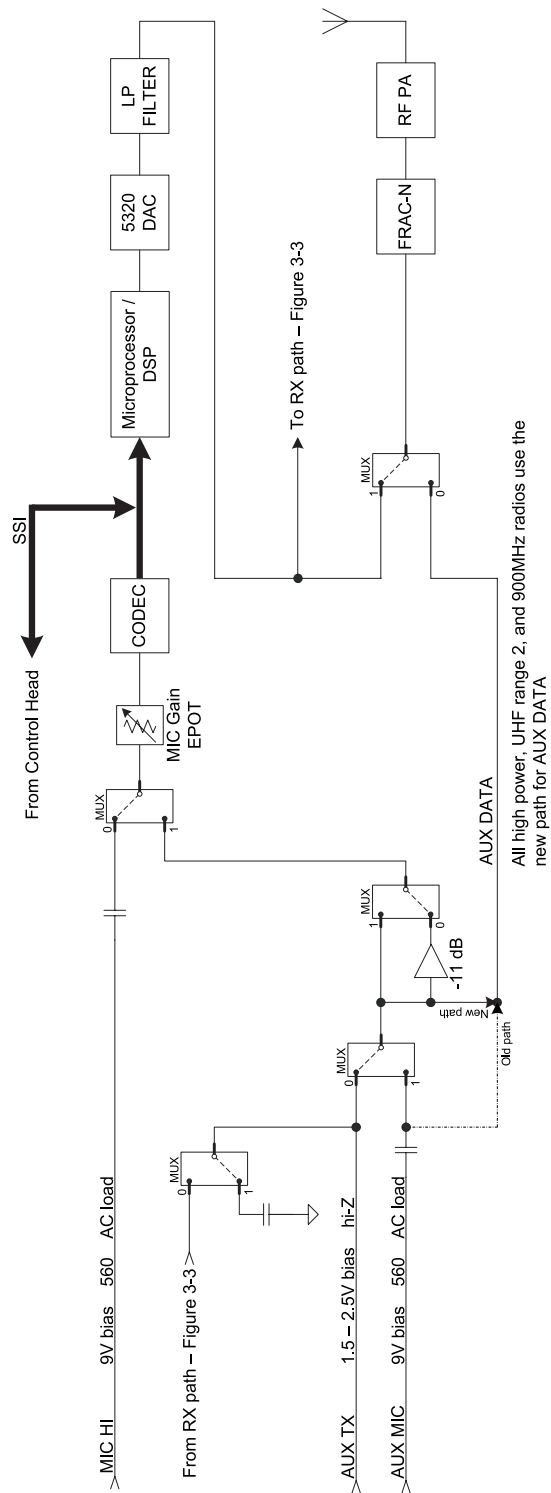 From Control Head
SSI
MIC HI
9V bias 560 AC load
0
MUX
1
MIC Gain
EPOT
CODEC
Microprocessor /
DSP
5320
DAC
LP
FILTER
From RX path – Figure 3-3
0
MUX
1
To RX path – Figure 3-3
AUX TX
1.5 – 2.5V bias hi-Z
AUX MIC
9V bias 560 AC load
0
MUX
1
1
MUX
0
-11 dB
New path
Old path
AUX DATA
1
MUX
0
FRAC-N
RF PA
All high power, UHF range 2, and 900MHz radios use the
new path for AUX DATA